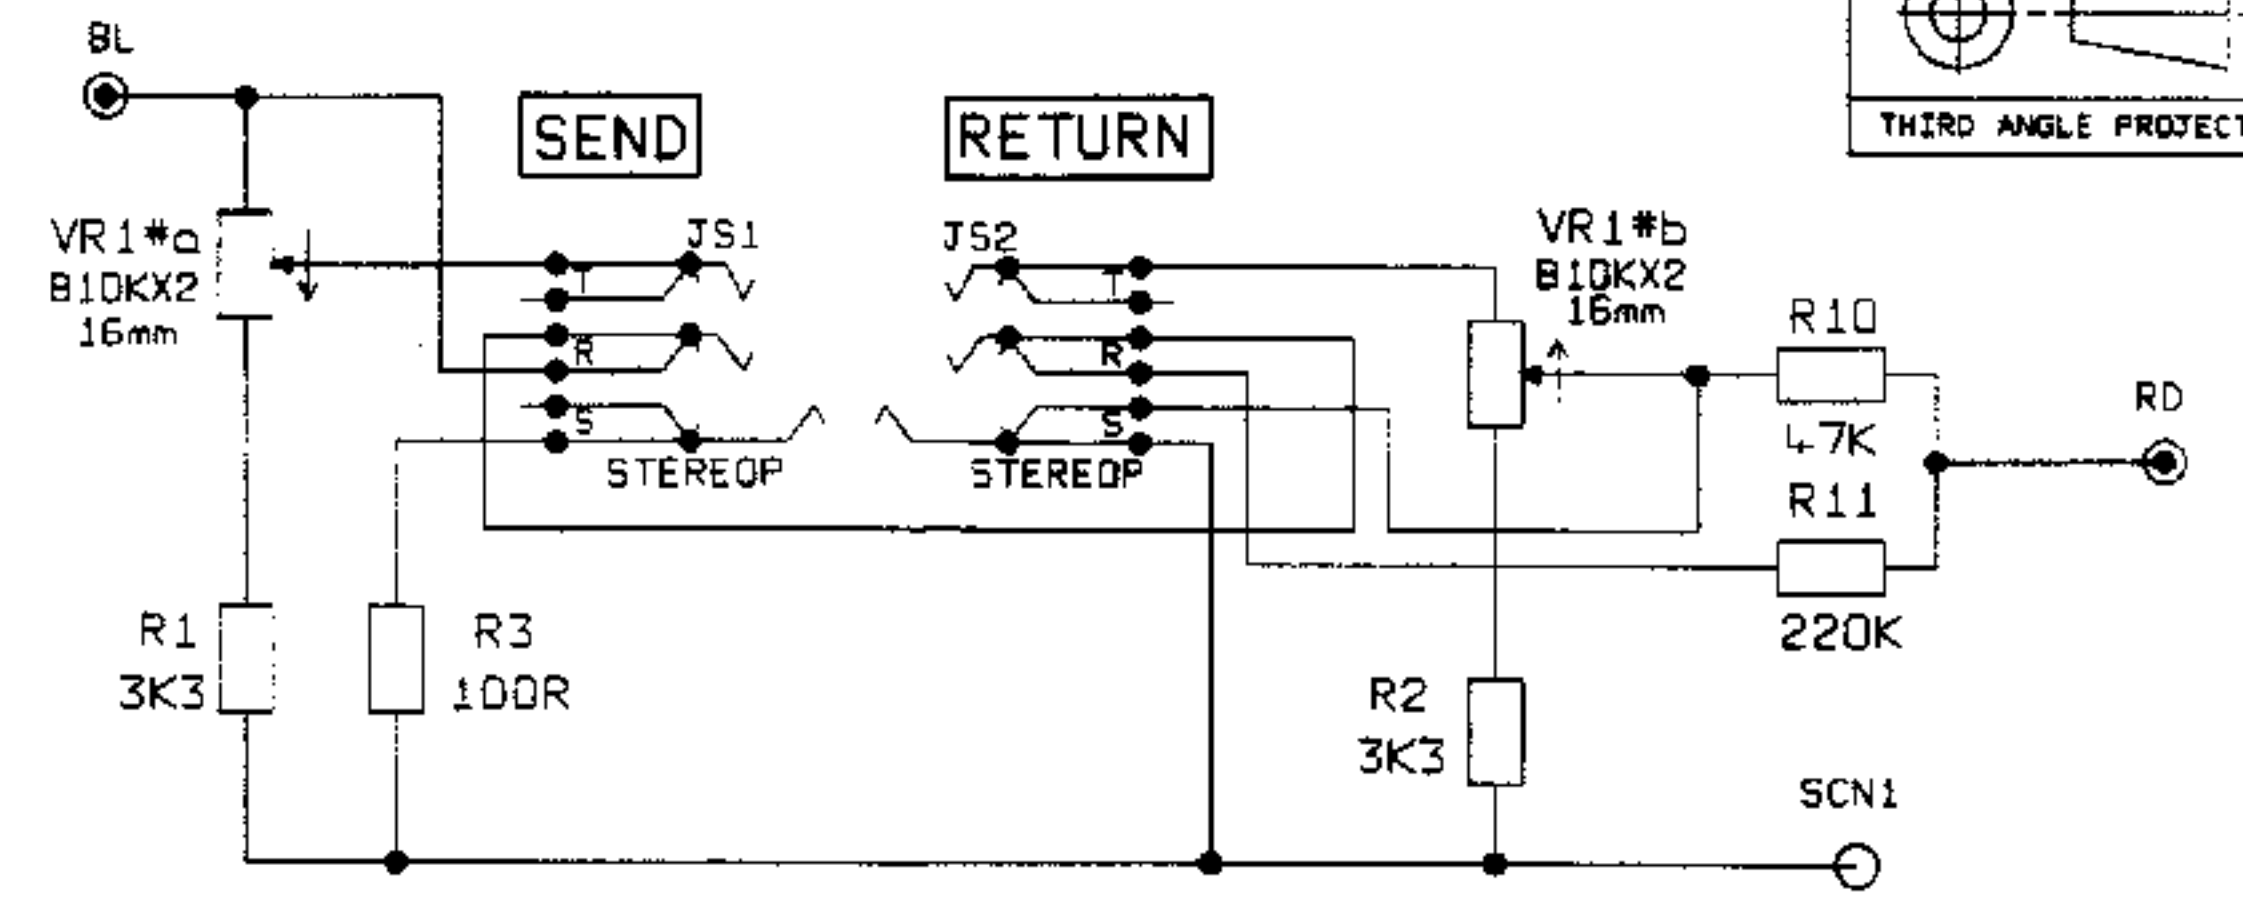 BL
SEND
RETURN
THIRD ANGLE PROJECT
VR1#a
B10KX2
16mm
JS1
JS2
VR1#b
B10KX2
16mm
T
T
R
R
S
S
STEREOP
STEREOP
R10
47K
RD
R11
220K
R1
3K3
R3
100R
R2
3K3
SCN1